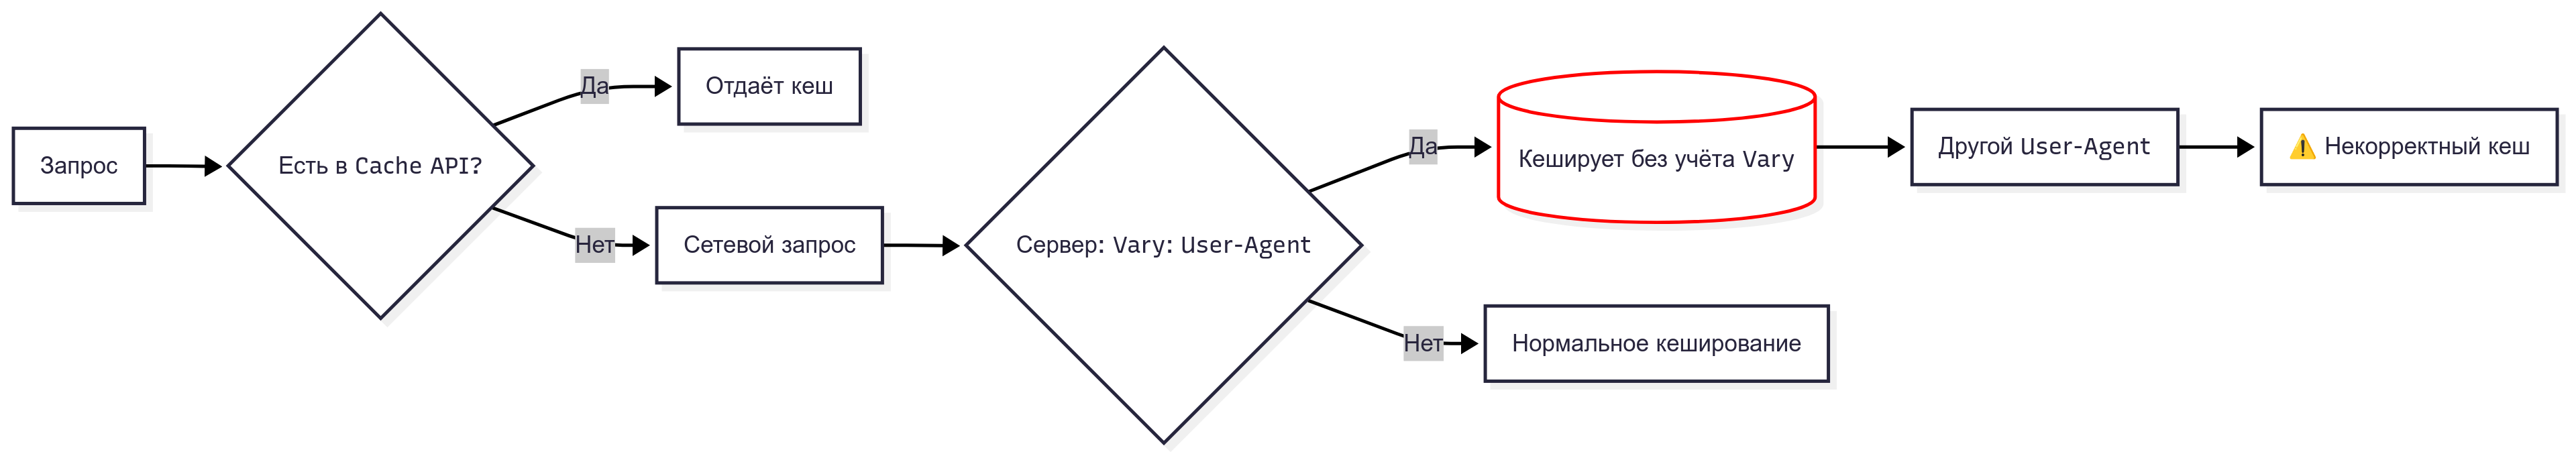 Запрос
Есть в Cache API?
Да
Отдаёт кеш
Нет
Сетевой запрос
Сервер: Vary: User-Agent
Да
Кеширует без учёта Vary
Другой User-Agent
⚠️ Некорректный кеш
Нет
Нормальное кеширование